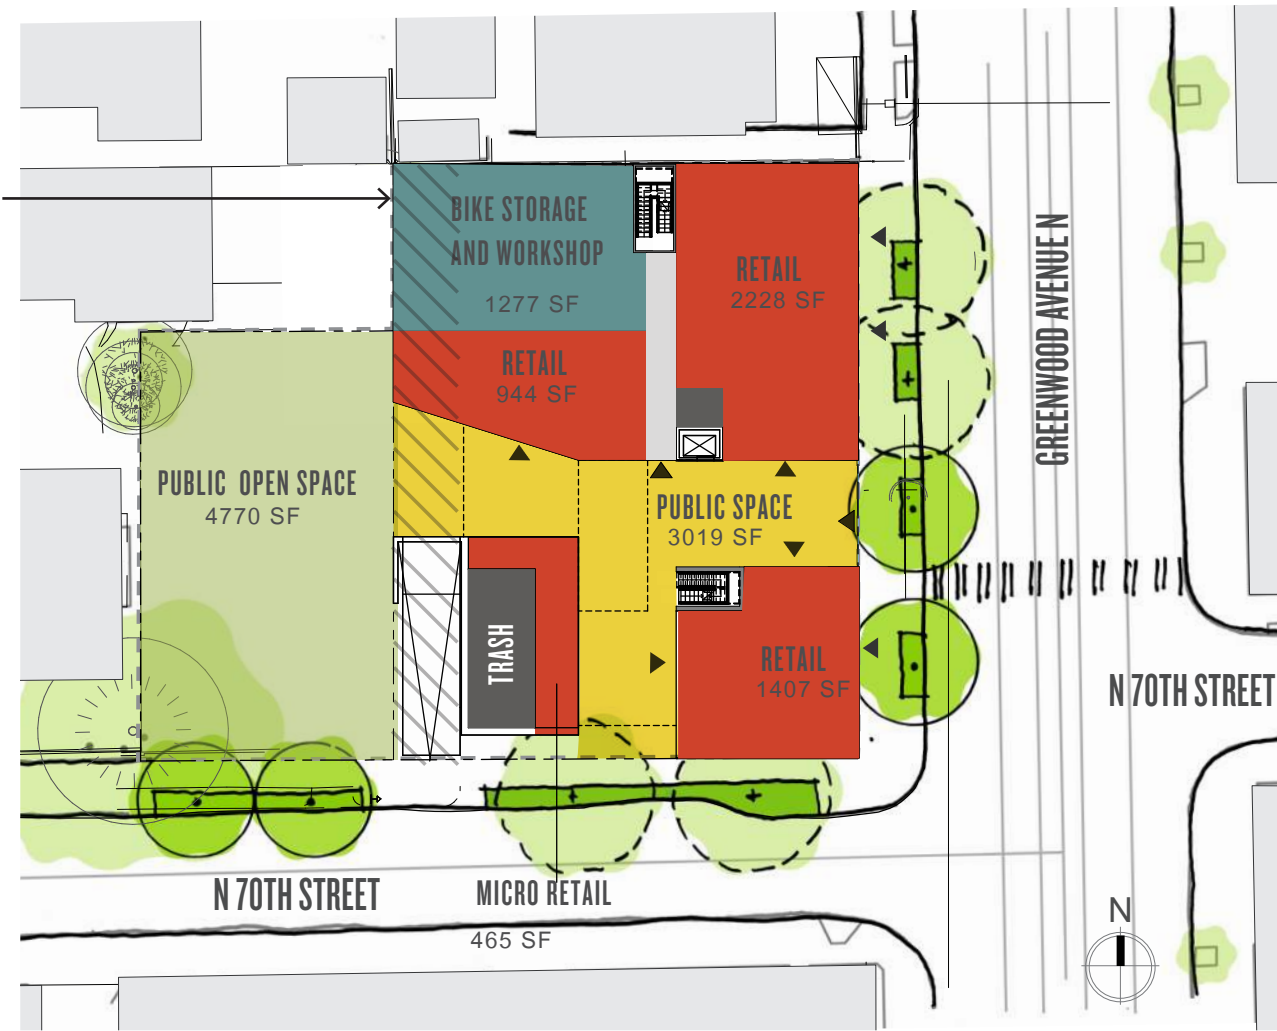 BIKE STORAGE
AND WORKSHOP
1277 SF
RETAIL
2228 SF
RETAIL
944 SF
GREENWOOD AVENUE N
PUBLIC OPEN SPACE
4770 SF
PUBLIC SPACE
3019 SF
TRASH
RETAIL
1407 SF
N 70TH STREET
N 70TH STREET
MICRO RETAIL
465 SF
N